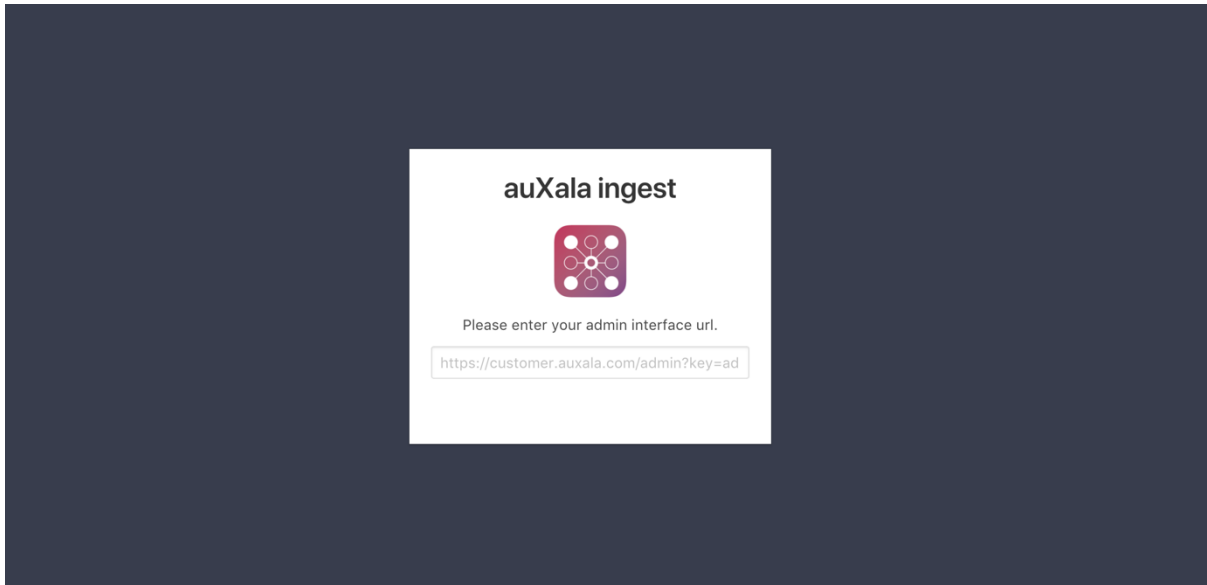 auXala ingest
Please enter your admin interface url.
https://customer.auxala.com/admin?key=ad